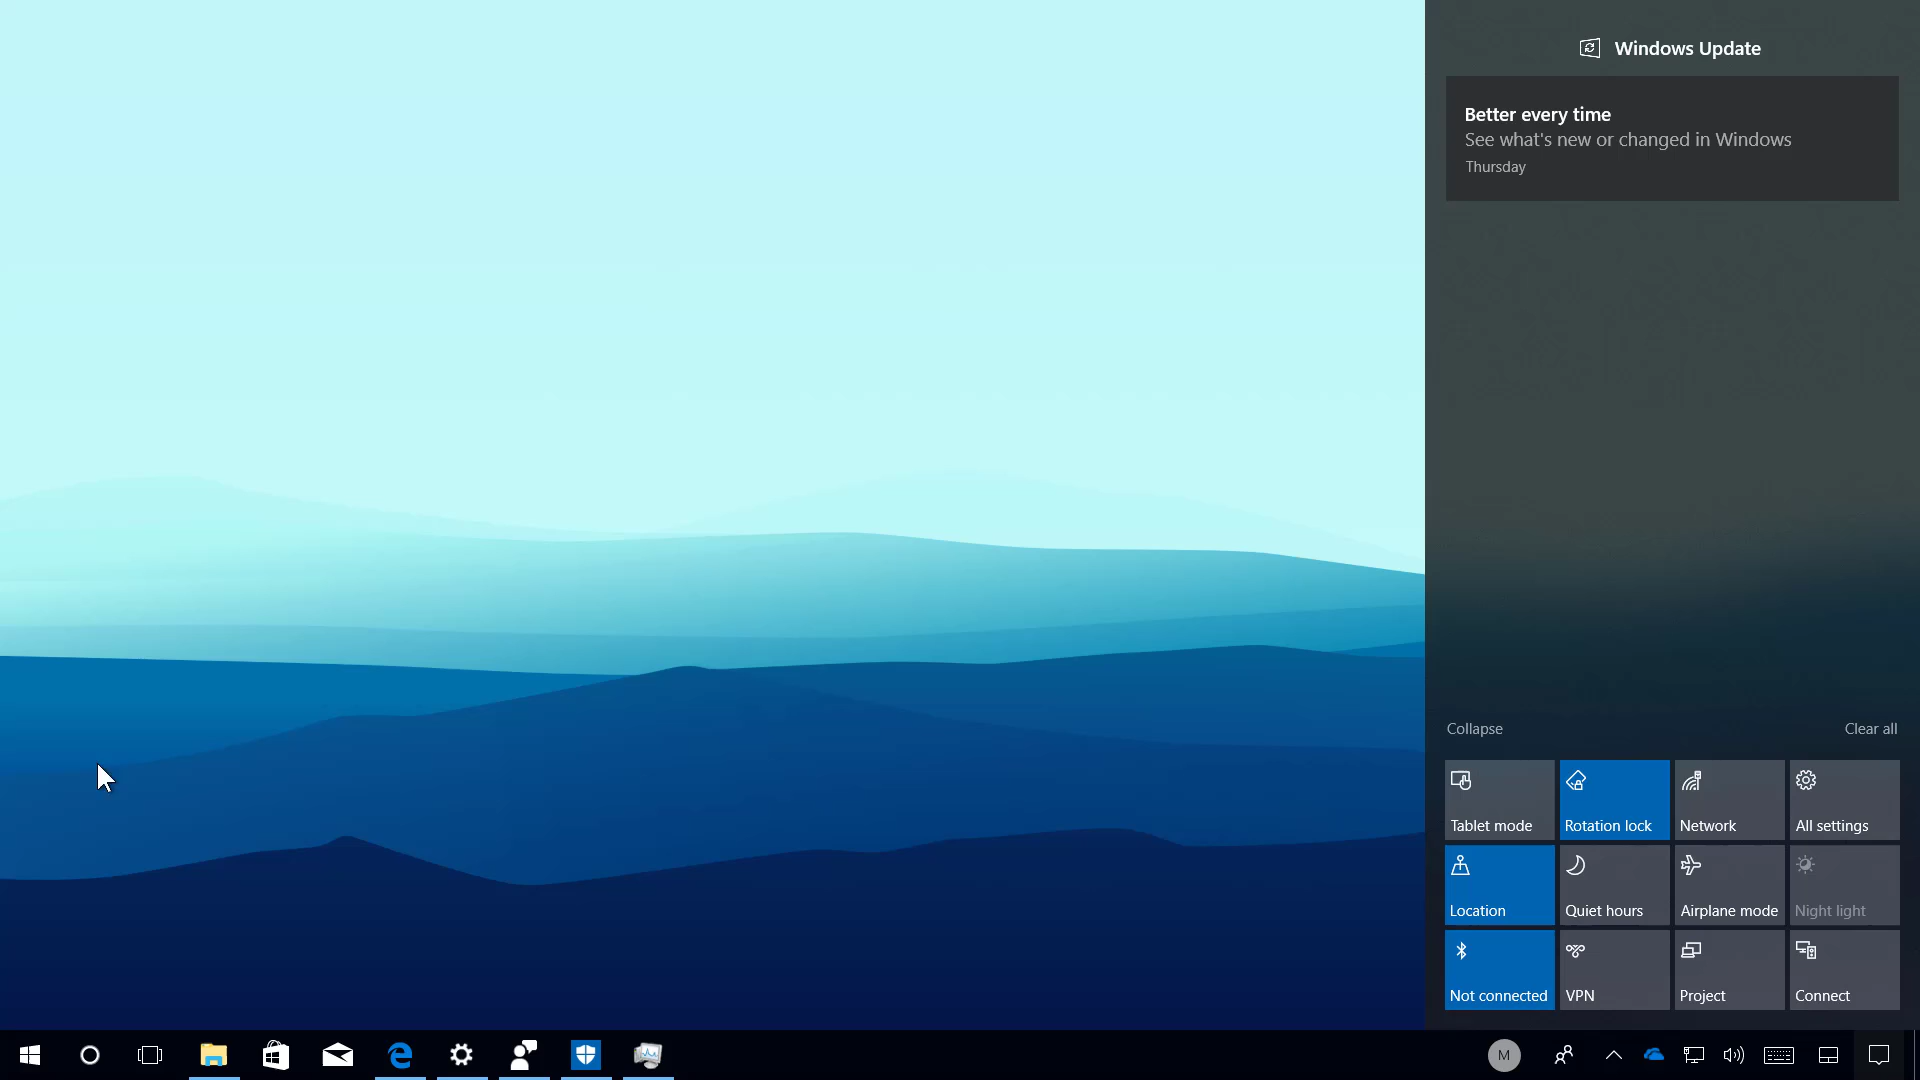 Windows Update
Better every time
See what's new or changed in Windows
Thursday
Collapse
Clear all
Tablet mode
Rotation lock
Network
All settings
Location
Quiet hours
Airplane mode
Night light
Not connected
VPN
Project
Connect
M